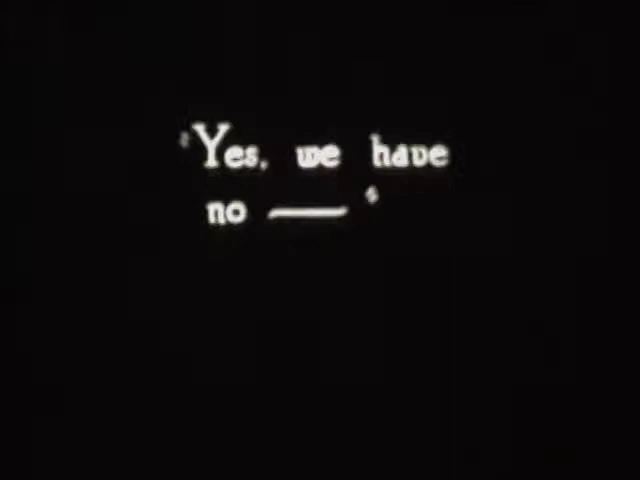 "Yes, we have
no ——"